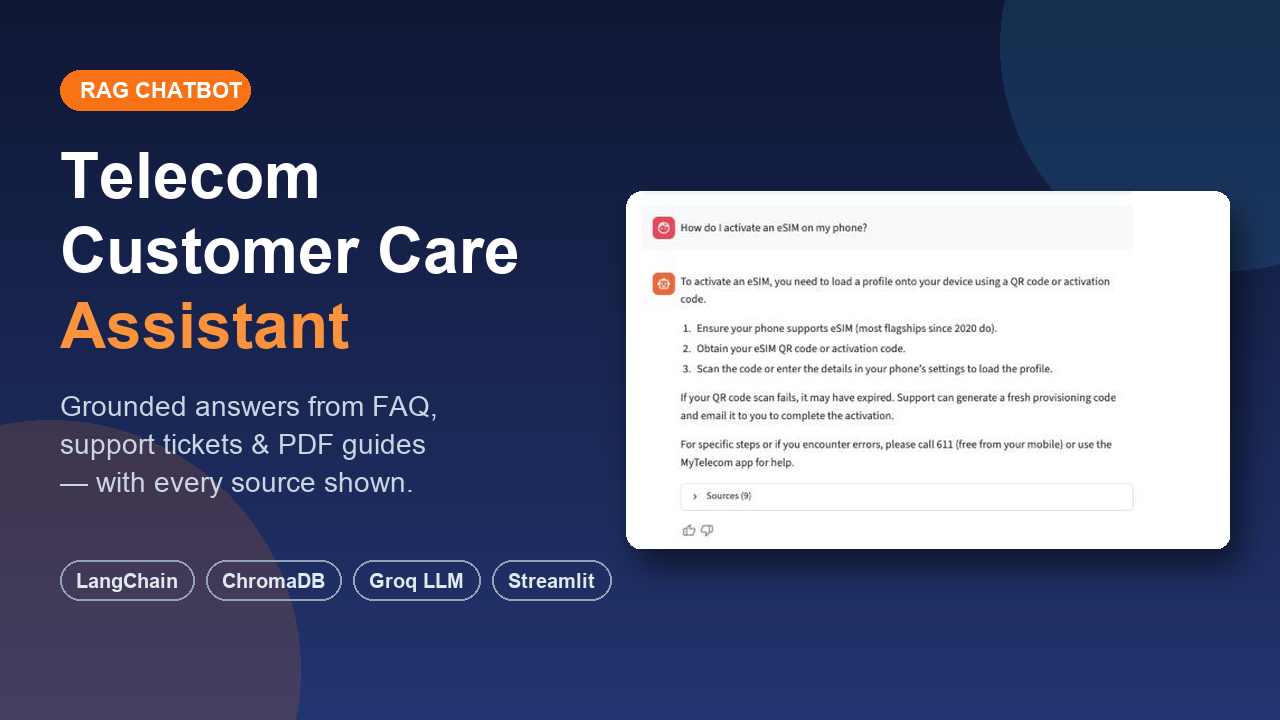 RAG CHATBOT
Telecom
Customer Care
Assistant
Grounded answers from FAQ,
support tickets & PDF guides
— with every source shown.
LangChain
ChromaDB
Groq LLM
Streamlit
How do I activate an eSIM on my phone?
To activate an eSIM, you need to load a profile onto your device using a QR code or activation
code.
1. Ensure your phone supports eSIM (most flagships since 2020 do).
2. Obtain your eSIM QR code or activation code.
3. Scan the code or enter the details in your phone's settings to load the profile.
If your QR code scan fails, it may have expired. Support can generate a fresh provisioning code
and email it to you to complete the activation.
For specific steps or if you encounter errors, please call 611 (free from your mobile) or use the
MyTelecom app for help.
Sources (9)